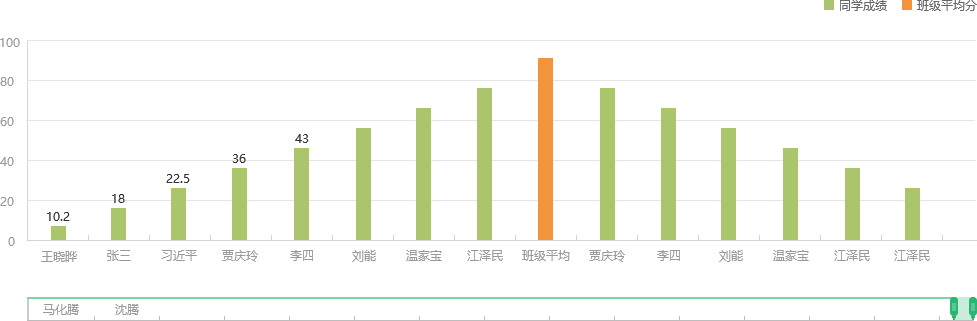 同学成绩 班级平均分
100
80
60
40
20
0
10.2 18 22.5 36 43
王晓晔 张三 习近平 贾庆玲 李四 刘能 温家宝 江泽民 班级平均 贾庆玲 李四 刘能 温家宝 江泽民 江泽民
马化腾 沈腾